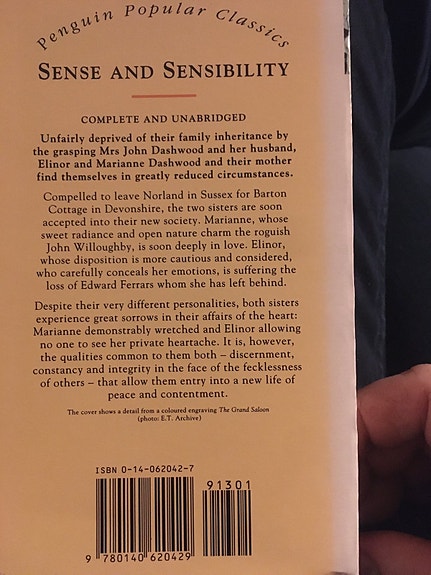 Penguin Popular Classics
SENSE AND SENSIBILITY
COMPLETE AND UNABRIDGED
Unfairly deprived of their family inheritance by
the grasping Mrs John Dashwood and her husband,
Elinor and Marianne Dashwood and their mother
find themselves in greatly reduced circumstances.
Compelled to leave Norland in Sussex for Barton
Cottage in Devonshire, the two sisters are soon
accepted into their new society. Marianne, whose
sweet radiance and open nature charm the roguish
John Willoughby, is soon deeply in love. Elinor,
whose disposition is more cautious and considered,
who carefully conceals her emotions, is suffering the
loss of Edward Ferrars whom she has left behind.
Despite their very different personalities, both sisters
experience great sorrows in their affairs of the heart:
Marianne demonstrably wretched and Elinor allowing
no one to see her private heartache. It is, however,
the qualities common to them both – discernment,
constancy and integrity in the face of the fecklessness
of others – that allow them entry into a new life of
peace and contentment.
The cover shows a detail from a coloured engraving The Grand Saloon
(photo: E.T. Archive)
ISBN 0-14-062042-7
91301
9 780140 620429